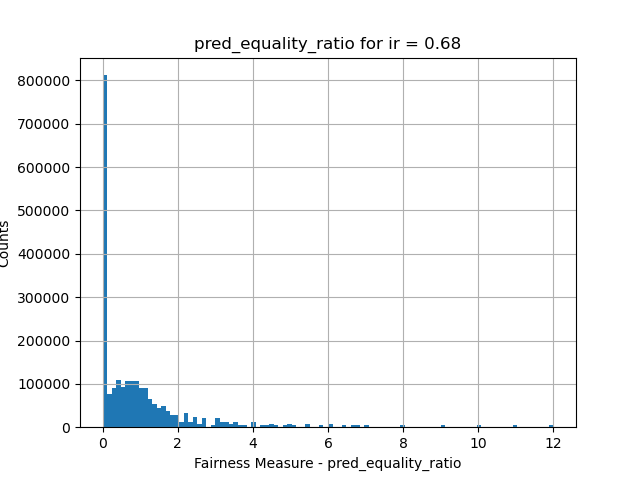 pred_equality_ratio for ir = 0.68
Counts
800000
700000
600000
500000
400000
300000
200000
100000
0
0 2 4 6 8 10 12
Fairness Measure - pred_equality_ratio